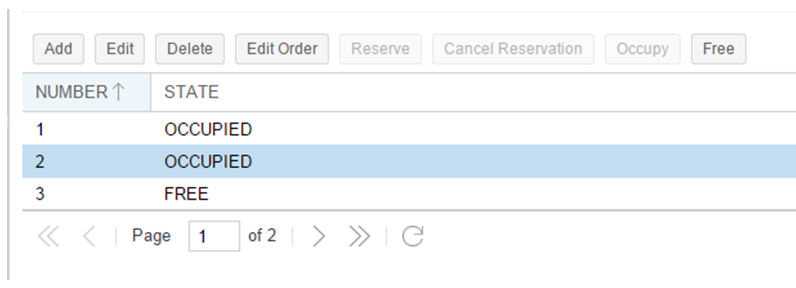 Add Edit Delete Edit Order Reserve Cancel Reservation Occupy Free
NUMBER↑ STATE
1 OCCUPIED
2 OCCUPIED
3 FREE
Page 1 of 2